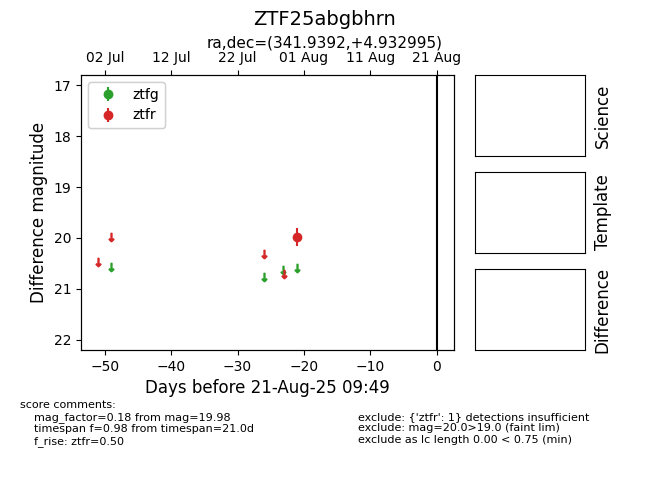 ZTF25abgbhrn
ra,dec=(341.9392,+4.932995)
02 Jul 12 Jul 22 Jul 01 Aug 11 Aug 21 Aug
ztfg
ztfr
17
18
19
20
21
22
Difference magnitude
−50 −40 −30 −20 −10 0
Days before 21-Aug-25 09:49
Science
Template
Difference
score comments:
mag_factor=0.18 from mag=19.98
timespan f=0.98 from timespan=21.0d
f_rise: ztfr=0.50
exclude: {'ztfr': 1} detections insufficient
exclude: mag=20.0>19.0 (faint lim)
exclude as lc length 0.00 < 0.75 (min)